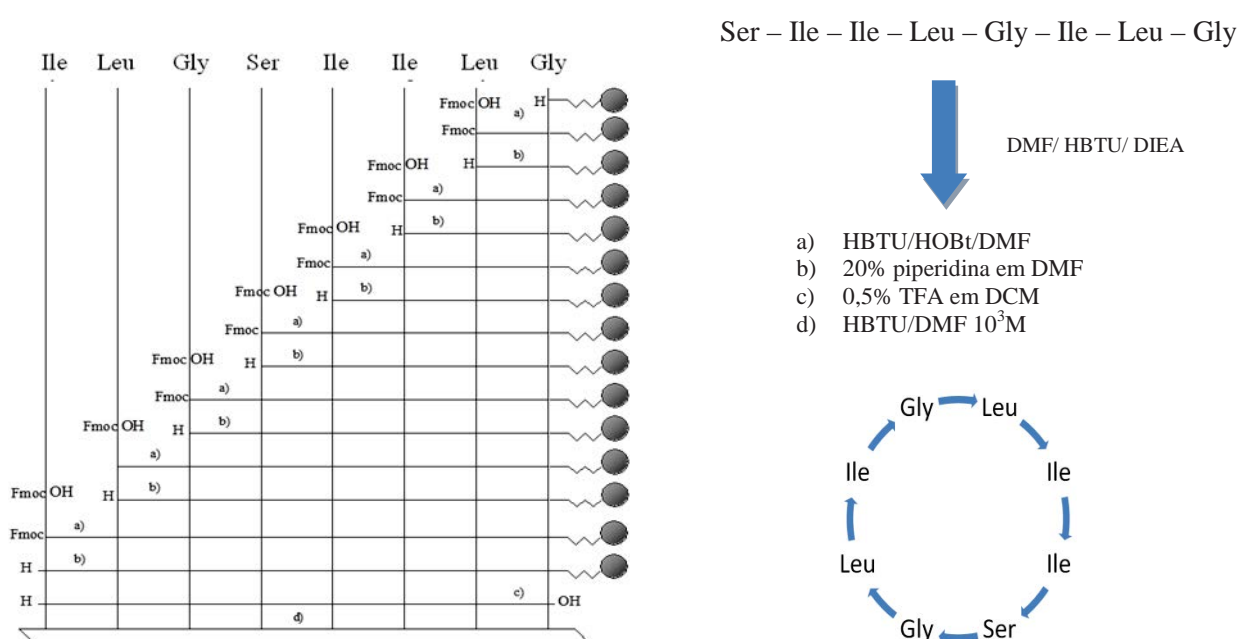 Ile Leu Gly Ser Ile Ile Leu Gly
Fmoc OH a) H
Fmoc
Fmoc OH H b)
Fmoc a)
Fmoc OH H b)
Fmoc a)
Fmoc OH H b)
Fmoc a)
Fmoc OH H b)
Fmoc a)
Fmoc OH H b)
a)
Fmoc OH H b)
Fmoc a)
H b)
H c) OH
d)
Ser – Ile – Ile – Leu – Gly – Ile – Leu – Gly
DMF/ HBTU/ DIEA
a) HBTU/HOBt/DMF
b) 20% piperidina em DMF
c) 0,5% TFA em DCM
d) HBTU/DMF 10³M
Gly Leu
Ile Ile
Leu Ile
Gly Ser